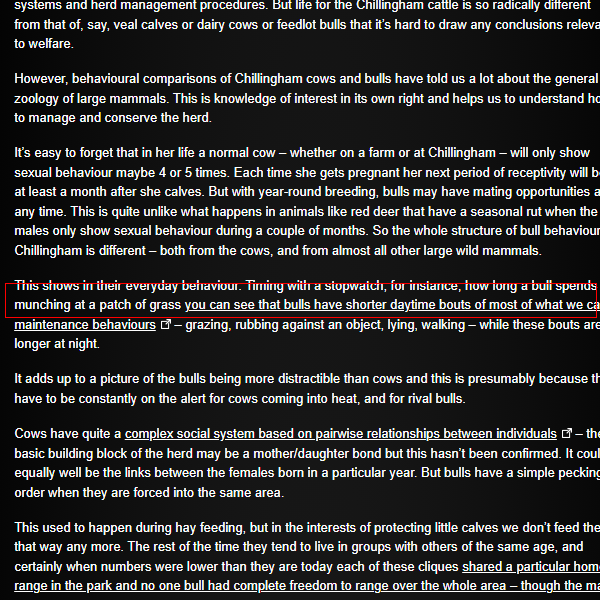 systems and herd management procedures. But life for the Chillingham cattle is so radically different
from that of, say, veal calves or dairy cows or feedlot bulls that it's hard to draw any conclusions
to welfare.
However, behavioural comparisons of Chillingham cows and bulls have told us a lot about the general
zoology of large mammals. This is knowledge of interest in its own right and helps us to understand
to manage and conserve the herd.
It's easy to forget that in her life a normal cow – whether on a farm or at Chillingham – will only show
sexual behaviour maybe 4 or 5 times. Each time she gets pregnant her next period of receptivity will
at least a month after she calves. But with year-round breeding, bulls may have mating opportunities
any time. This is quite unlike what happens in animals like red deer that have a seasonal rut when the
males only show sexual behaviour during a couple of months. So the whole structure of bull behaviour
Chillingham is different – both from the cows, and from almost all other large wild mammals.
This shows in their everyday behaviour. Timing with a stopwatch, for instance, how long a bull spends
munching at a patch of grass you can see that bulls have shorter daytime bouts of most of what we
maintenance behaviours – grazing, rubbing against an object, lying, walking – while these bouts are
longer at night.
It adds up to a picture of the bulls being more distractible than cows and this is presumably because
have to be constantly on the alert for cows coming into heat, and for rival bulls.
Cows have quite a complex social system based on pairwise relationships between individuals –
basic building block of the herd may be a mother/daughter bond but this hasn't been confirmed. It
equally well be the links between the females born in a particular year. But bulls have a simple
order when they are forced into the same area.
This used to happen during hay feeding, but in the interests of protecting little calves we don't feed
that way any more. The rest of the time they tend to live in groups with others of the same age, and
certainly when numbers were lower than they are today each of these cliques shared a particular
range in the park and no one bull had complete freedom to range over the whole area – though the